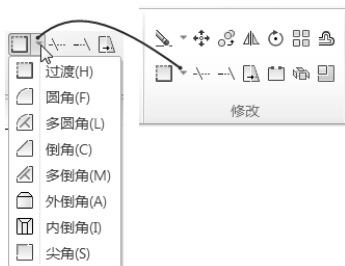 过渡(H)
圆角(F)
多圆角(L)
倒角(C)
多倒角(M)
外倒角(A)
内倒角(I)
尖角(S)
修改